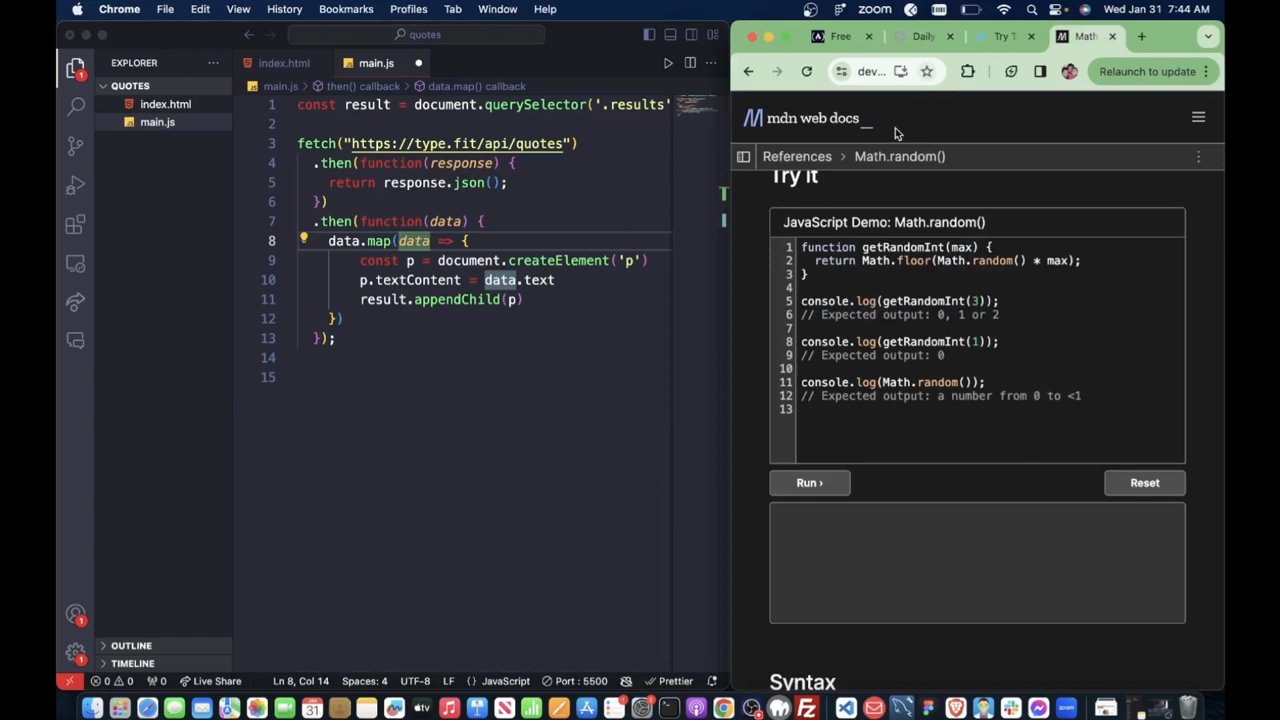 Chrome File Edit View History Bookmarks Profiles Tab Window Help
zoom
Wed Jan 31 7:44 AM
quotes
EXPLORER
QUOTES
index.html
main.js
OUTLINE
TIMELINE
index.html
main.js
main.js > then() callback > data.map() callback
1 const result = document.querySelector('.results'
2
3 fetch("https://type.fit/api/quotes")
4 .then(function(response) {
5 return response.json();
6 })
7 .then(function(data) {
8 data.map(data => {
9 const p = document.createElement('p')
10 p.textContent = data.text
11 result.appendChild(p)
12 })
13 });
14
15
0 0 0 Live Share Ln 8, Col 14 Spaces: 4 UTF-8 LF {} JavaScript Port : 5500 Prettier
Free
Daily
Try T
Math
dev...
Relaunch to update
mdn web docs_
References > Math.random()
Try it
JavaScript Demo: Math.random()
1 function getRandomInt(max) {
2 return Math.floor(Math.random() * max);
3 }
4
5 console.log(getRandomInt(3));
6 // Expected output: 0, 1 or 2
7
8 console.log(getRandomInt(1));
9 // Expected output: 0
10
11 console.log(Math.random());
12 // Expected output: a number from 0 to <1
13
Run ›
Reset
Syntax